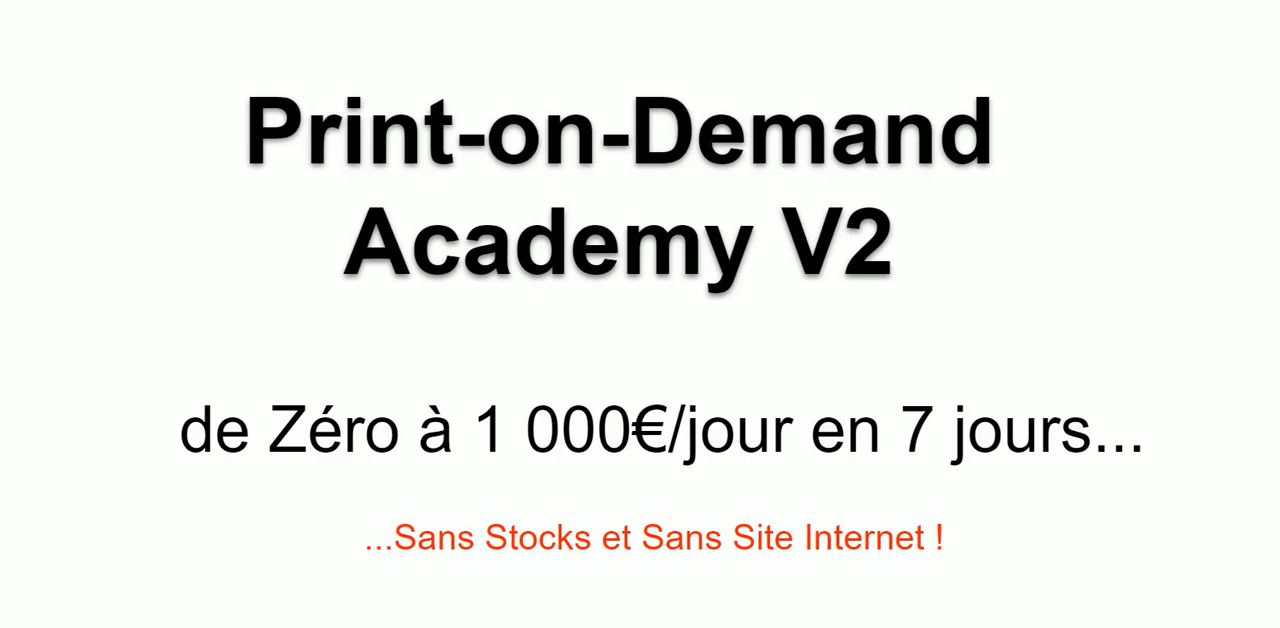 Print-on-Demand
Academy V2
de Zéro à 1 000€/jour en 7 jours...
...Sans Stocks et Sans Site Internet !